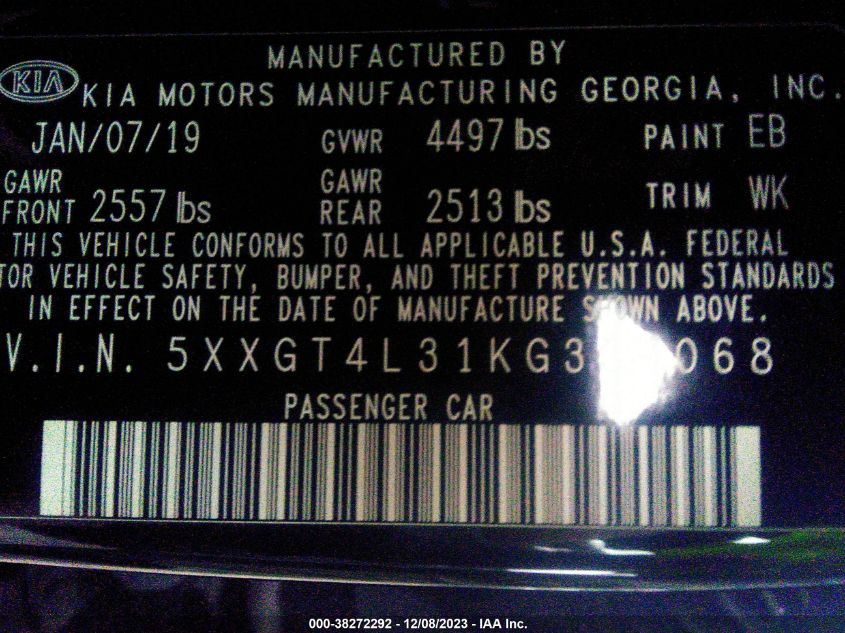 MANUFACTURED BY
KIA KIA MOTORS MANUFACTURING GEORGIA, INC.
JAN/07/19 GVWR 4497 lbs PAINT EB
GAWR FRONT 2557 lbs GAWR REAR 2513 lbs TRIM WK
THIS VEHICLE CONFORMS TO ALL APPLICABLE U.S.A. FEDERAL
TOR VEHICLE SAFETY, BUMPER, AND THEFT PREVENTION STANDARDS
IN EFFECT ON THE DATE OF MANUFACTURE SHOWN ABOVE.
V.I.N.
PASSENGER CAR
000-38272292 - 12/08/2023 - IAA Inc.